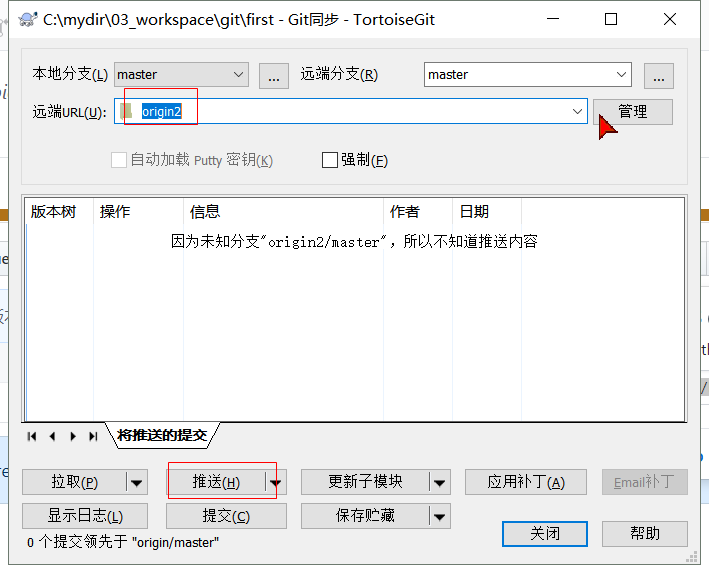 C:\mydir\03_workspace\git\first - Git同步 - TortoiseGit
本地分支(L) master ... 远端分支(R) master ...
远端URL(U): origin2 管理
自动加载 Putty 密钥(K) 强制(F)
版本树 操作 信息 作者 日期
因为未知分支"origin2/master"，所以不知道推送内容
将推送的提交
拉取(P) 推送(H) 更新子模块 应用补丁(A) Email补丁
显示日志(L) 提交(C) 保存贮藏
关闭 帮助
0 个提交领先于 "origin/master"